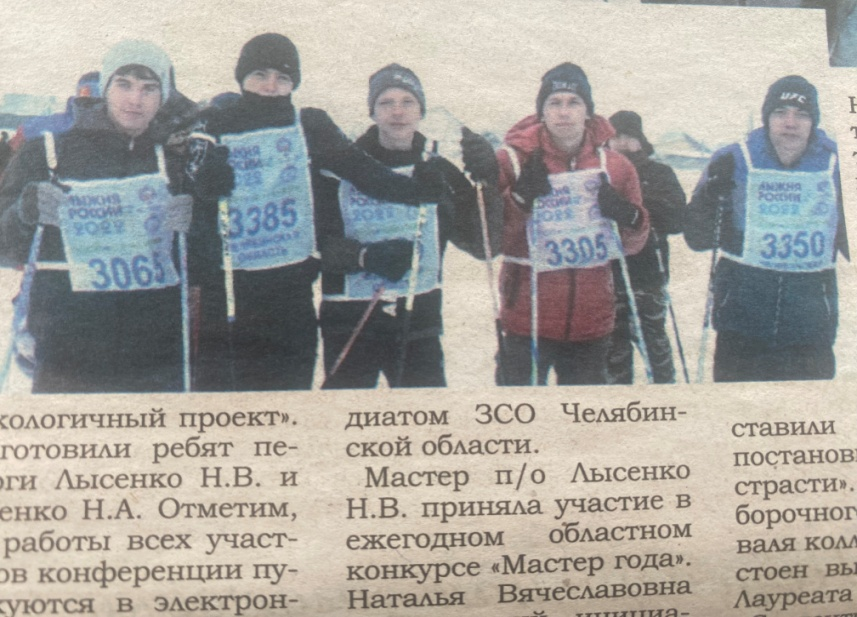 UFC
ЛЫЖНЯ
РОССИИ
2022
3065
2022
3385
ЧЕЛЯБИНСКАЯ
ОБЛАСТЬ
ЛЫЖНЯ
РОССИИ
2022
ЛЫЖНЯ
РОССИИ
2022
3305
ЛЫЖНЯ
РОССИИ
2022
3350
кологичный проект».
готовили ребят пе-
оги Лысенко Н.В. и
енко Н.А. Отметим,
работы всех участ-
ов конференции пу-
куются в электрон-
диатом ЗСО Челябин-
ской области.
Мастер п/о Лысенко
Н.В. приняла участие в
ежегодном областном
конкурсе «Мастер года».
Наталья Вячеславовна
инициа-
ставили
постанов
страсти».
борочного
валя колл
стоен вы
Лауреата